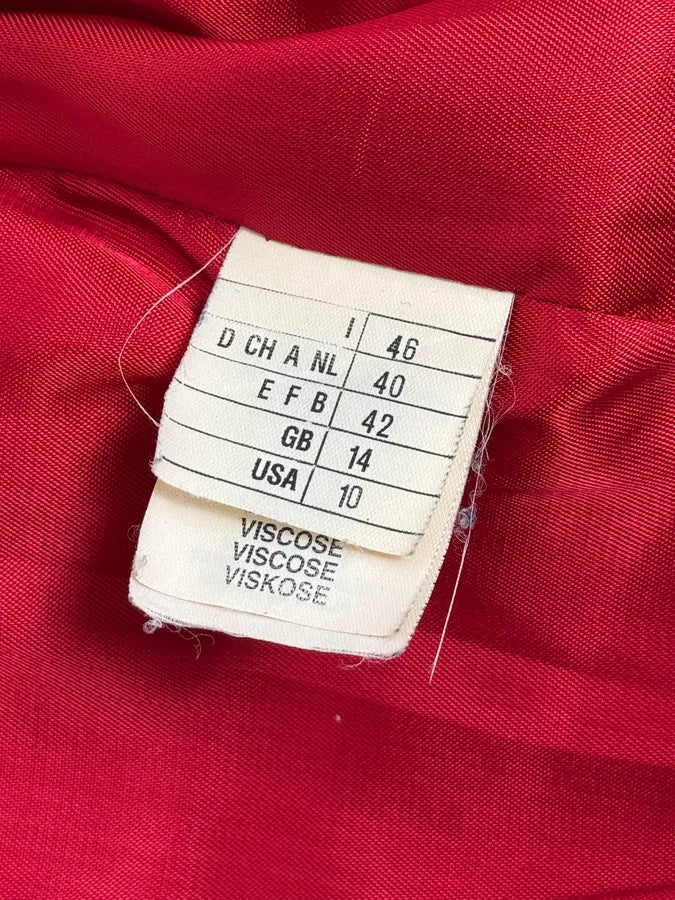 I 46
D CH A NL 40
E F B 42
GB 14
USA 10
VISCOSE
VISCOSE
VISKOSE